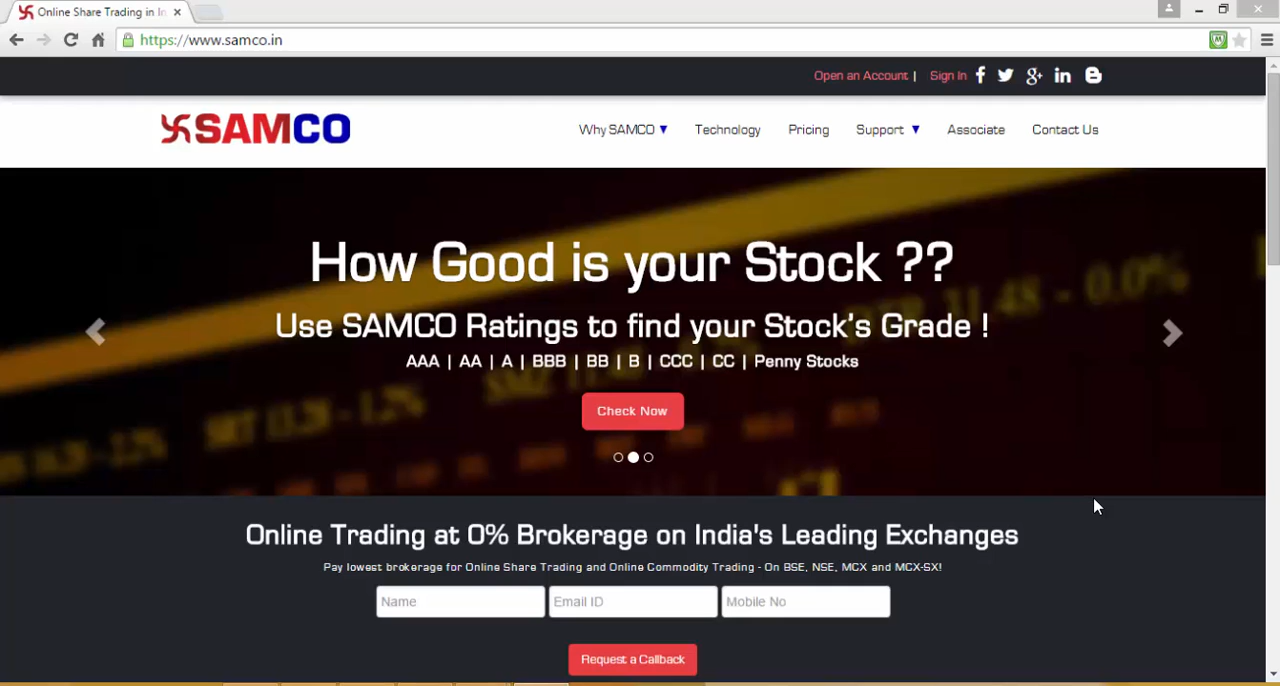 Online Share Trading in In
https://www.samco.in
Open an Account | Sign In
SAMCO
Why SAMCO ▼ Technology Pricing Support ▼ Associate Contact Us
How Good is your Stock ??
Use SAMCO Ratings to find your Stock's Grade !
AAA | AA | A | BBB | BB | B | CCC | CC | Penny Stocks
Check Now
Online Trading at 0% Brokerage on India's Leading Exchanges
Pay lowest brokerage for Online Share Trading and Online Commodity Trading - On BSE, NSE, MCX and MCX-SX!
Name Email ID Mobile No
Request a Callback